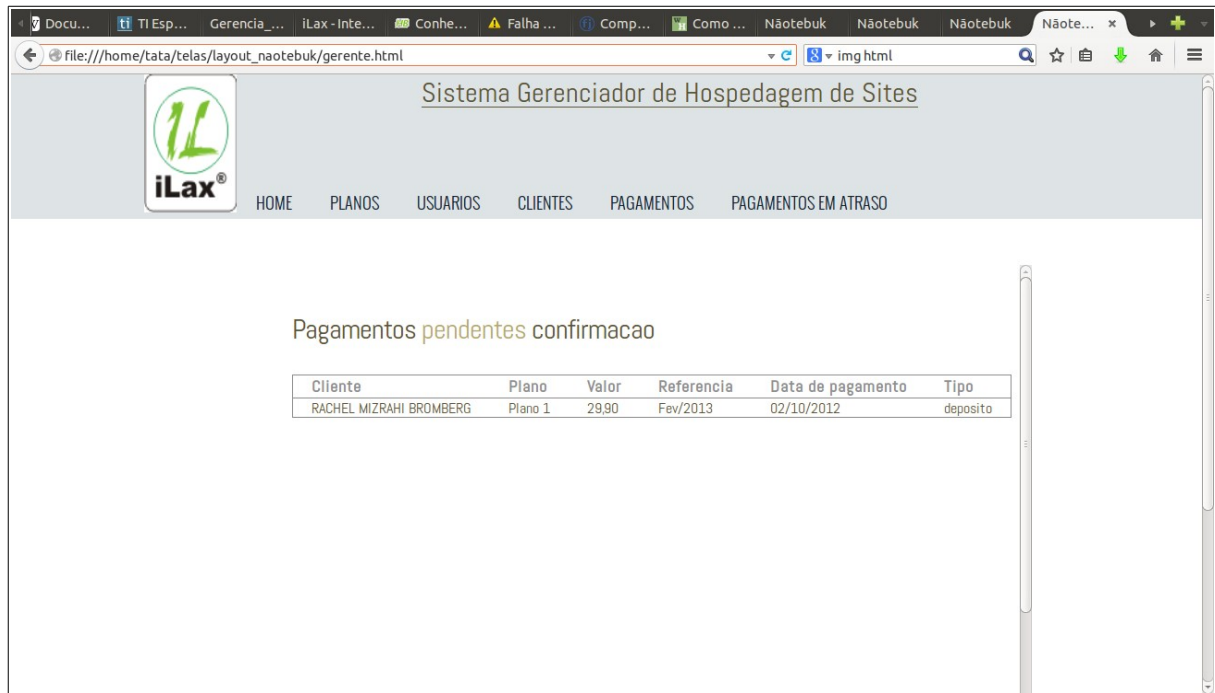 Docu... ti TI Esp... Gerencia_... iLax - Inte... Conhe... Falha ... Comp... Como ... Nãotebuk Nãotebuk Nãotebuk Nãote...
file:///home/tata/telas/layout_naotebuk/gerente.html 8 img html
Sistema Gerenciador de Hospedagem de Sites
iL
iLax®
HOME PLANOS USUARIOS CLIENTES PAGAMENTOS PAGAMENTOS EM ATRASO
Pagamentos pendentes confirmacao
Cliente Plano Valor Referencia Data de pagamento Tipo
RACHEL MIZRAHI BROMBERG Plano 1 29,90 Fev/2013 02/10/2012 deposito